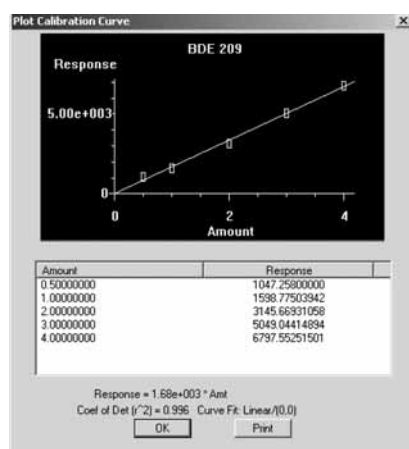 Plot Calibration Curve
BDE 209
Response
5.00e+003
0
0 2 4
Amount
Amount Response
0.50000000 1047.25800000
1.00000000 1598.77503942
2.00000000 3145.66931058
3.00000000 5049.04414894
4.00000000 6797.55251501
Response = 1.68e+003 * Amt
Coef of Det (r^2) = 0.996 Curve Fit: Linear/(0,0)
OK Print